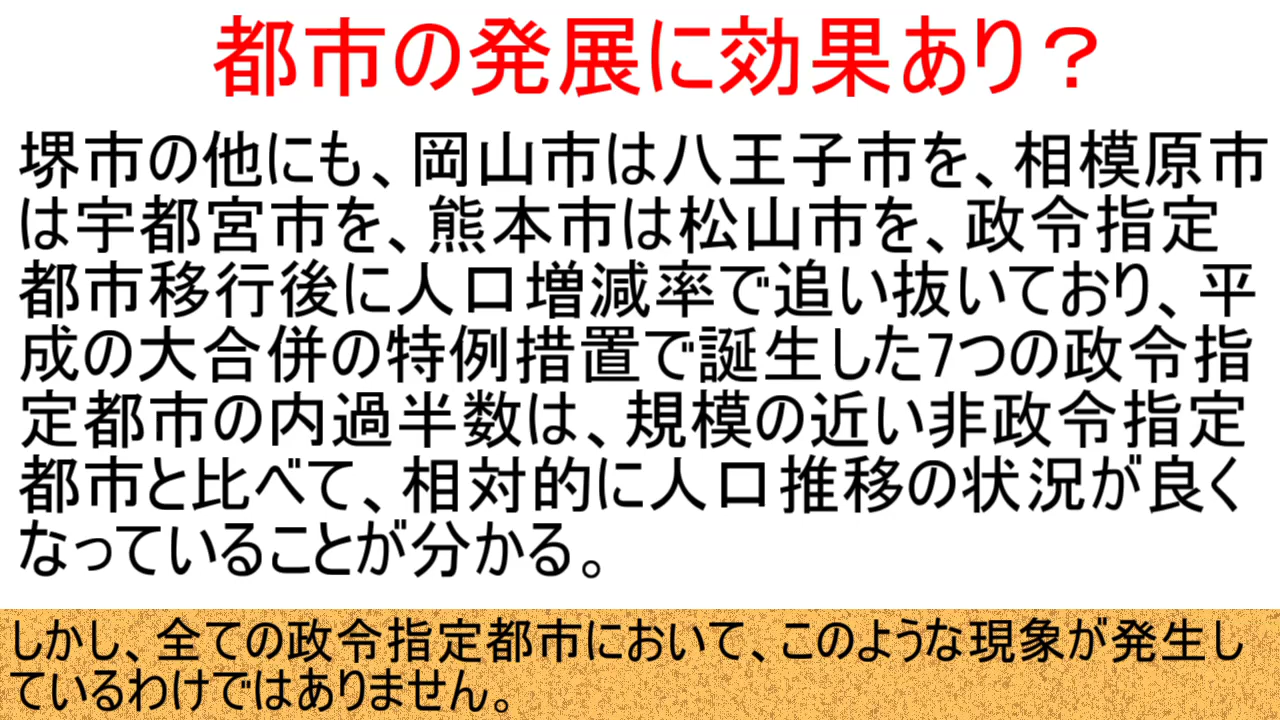 都市の発展に効果あり？
堺市の他にも、岡山市は八王子市を、相模原市
は宇都宮市を、熊本市は松山市を、政令指定
都市移行後に人口増減率で追い抜いており、平
成の大合併の特例措置で誕生した7つの政令指
定都市の内過半数は、規模の近い非政令指定
都市と比べて、相対的に人口推移の状況が良く
なっていることが分かる。
しかし、全ての政令指定都市において、このような現象が発生し
ているわけではありません。